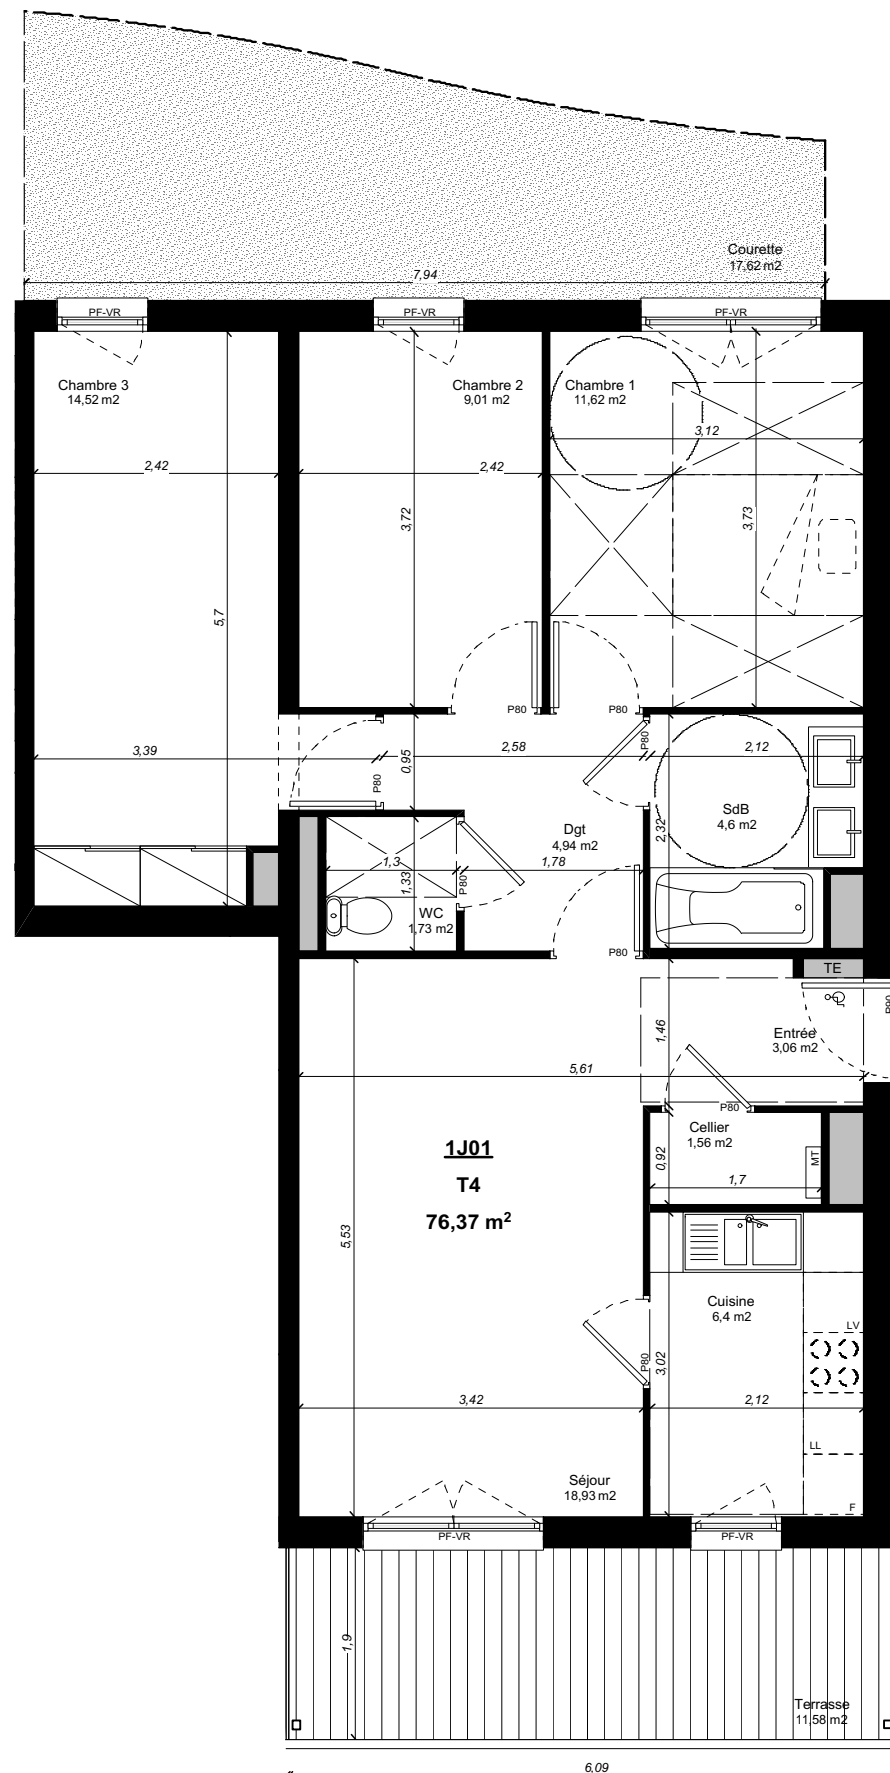 Courette
17,62 m2
7,94
PF-VR
PF-VR
PF-VR
Chambre 3
14,52 m2
Chambre 2
9,01 m2
Chambre 1
11,62 m2
3,12
2,42
2,42
3,72
3,73
5,7
P80
P80
3,39
P80
0,95
2,58
P80
2,12
SdB
4,6 m2
2,32
Dgt
4,94 m2
1,3
1,33
P80
1,78
WC
1,73 m2
P80
TE
P90
Entrée
3,06 m2
1,46
5,61
P80
Cellier
1,56 m2
0,92
MT
1,7
1J01
T4
76,37 m²
5,53
Cuisine
6,4 m2
LV
P80
3,02
3,42
2,12
LL
Séjour
18,93 m2
F
PF-VR
PF-VR
1,9
Terrasse
11,58 m2
6,09